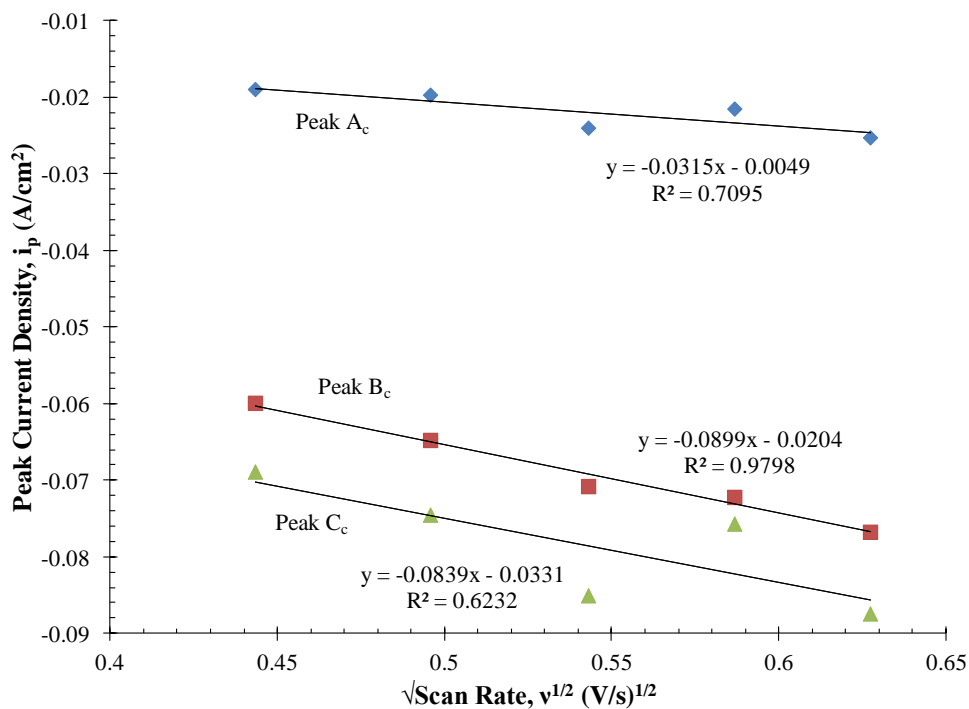 -0.01
-0.02
-0.03
-0.04
-0.05
-0.06
-0.07
-0.08
-0.09
0.4
0.45
0.5
0.55
0.6
0.65
Peak Current Density, iₚ (A/cm²)
√Scan Rate, ν¹/² (V/s)¹/²
Peak A_c
y = -0.0315x - 0.0049
R² = 0.7095
Peak B_c
y = -0.0899x - 0.0204
R² = 0.9798
Peak C_c
y = -0.0839x - 0.0331
R² = 0.6232